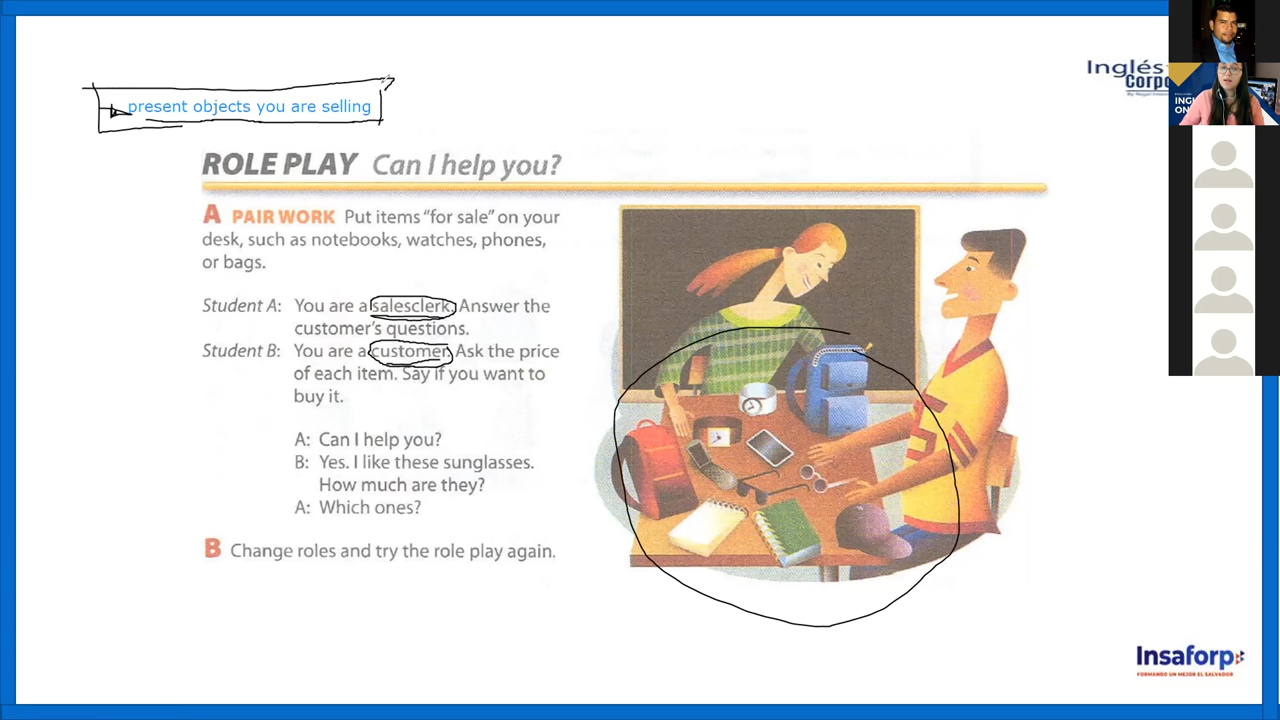 Inglés
Corpo
present objects you are selling
ROLE PLAY Can I help you?
A PAIR WORK Put items “for sale” on your
desk, such as notebooks, watches, phones,
or bags.
Student A: You are a salesclerk. Answer the
customer's questions.
Student B: You are a customer. Ask the price
of each item. Say if you want to
buy it.
A: Can I help you?
B: Yes. I like these sunglasses.
How much are they?
A: Which ones?
B Change roles and try the role play again.
Insaforp
FORMANDO UN MEJOR EL SALVADOR